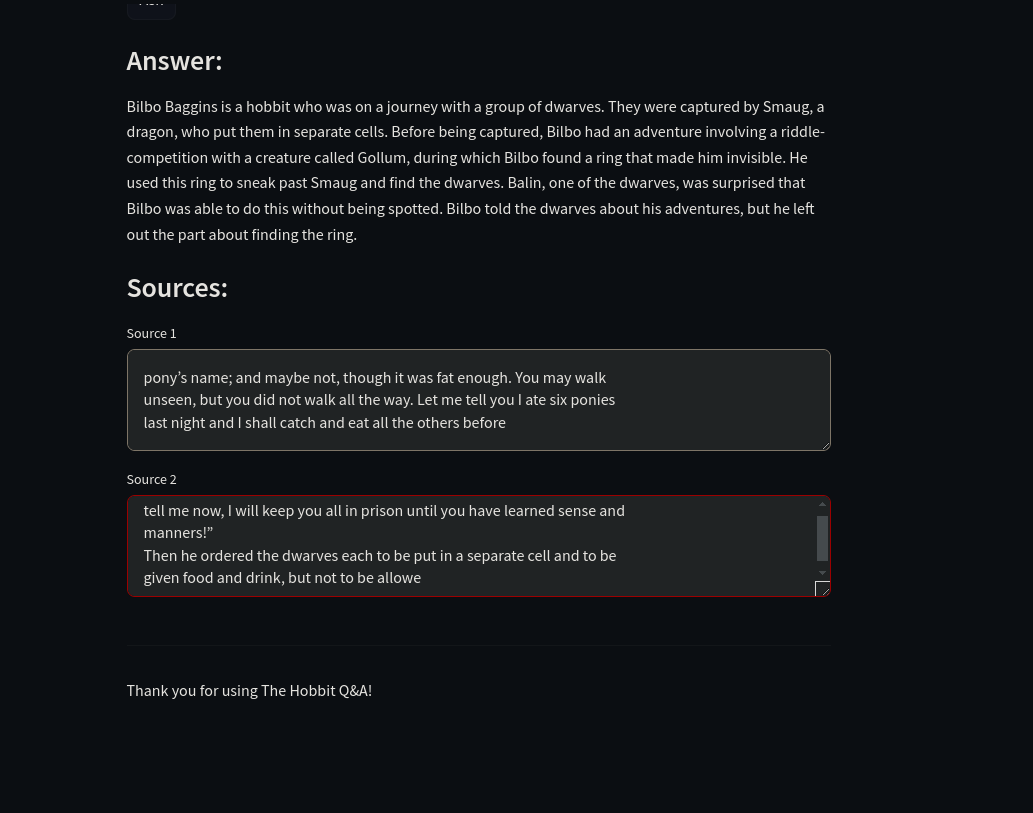 Answer:
Bilbo Baggins is a hobbit who was on a journey with a group of dwarves. They were captured by Smaug, a
dragon, who put them in separate cells. Before being captured, Bilbo had an adventure involving a riddle-
competition with a creature called Gollum, during which Bilbo found a ring that made him invisible. He
used this ring to sneak past Smaug and find the dwarves. Balin, one of the dwarves, was surprised that
Bilbo was able to do this without being spotted. Bilbo told the dwarves about his adventures, but he left
out the part about finding the ring.
Sources:
Source 1
pony’s name; and maybe not, though it was fat enough. You may walk
unseen, but you did not walk all the way. Let me tell you I ate six ponies
last night and I shall catch and eat all the others before
Source 2
tell me now, I will keep you all in prison until you have learned sense and
manners!”
Then he ordered the dwarves each to be put in a separate cell and to be
given food and drink, but not to be allowe
Thank you for using The Hobbit Q&A!